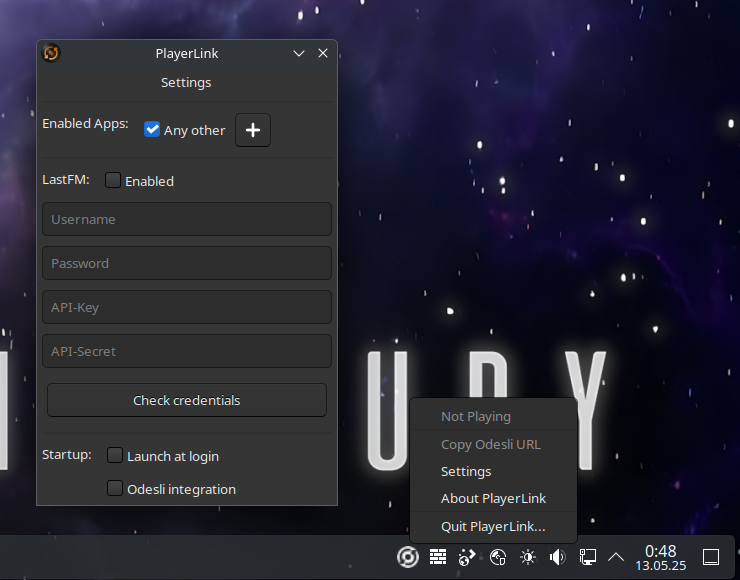 PlayerLink
Settings
Enabled Apps: Any other
LastFM: Enabled
Username
Password
API-Key
API-Secret
Check credentials
Startup: Launch at login
Odesli integration
Not Playing
Copy Odesli URL
Settings
About PlayerLink
Quit PlayerLink...
0:48
13.05.25